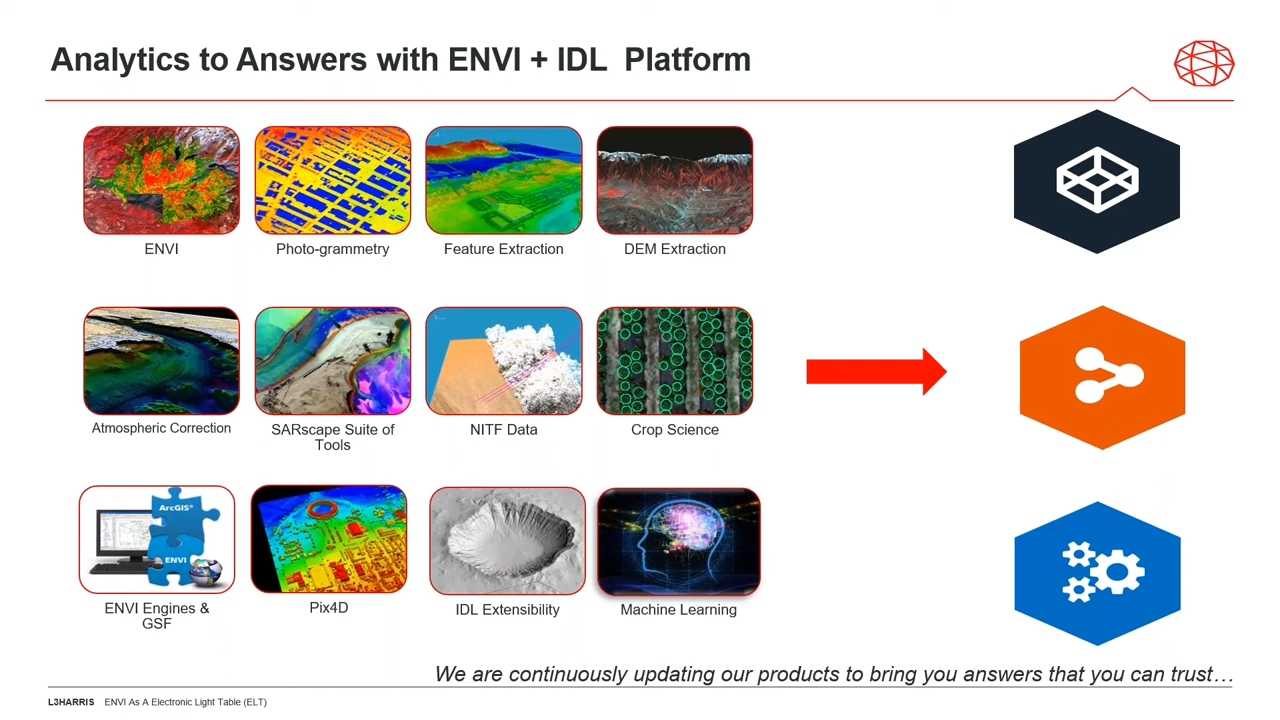 Analytics to Answers with ENVI + IDL Platform
ENVI
Photo-grammetry
Feature Extraction
DEM Extraction
Atmospheric Correction
SARscape Suite of
Tools
NITF Data
Crop Science
ArcGIS®
ENVI
ENVI Engines &
GSF
Pix4D
IDL Extensibility
Machine Learning
We are continuously updating our products to bring you answers that you can trust…
L3HARRIS ENVI As A Electronic Light Table (ELT)